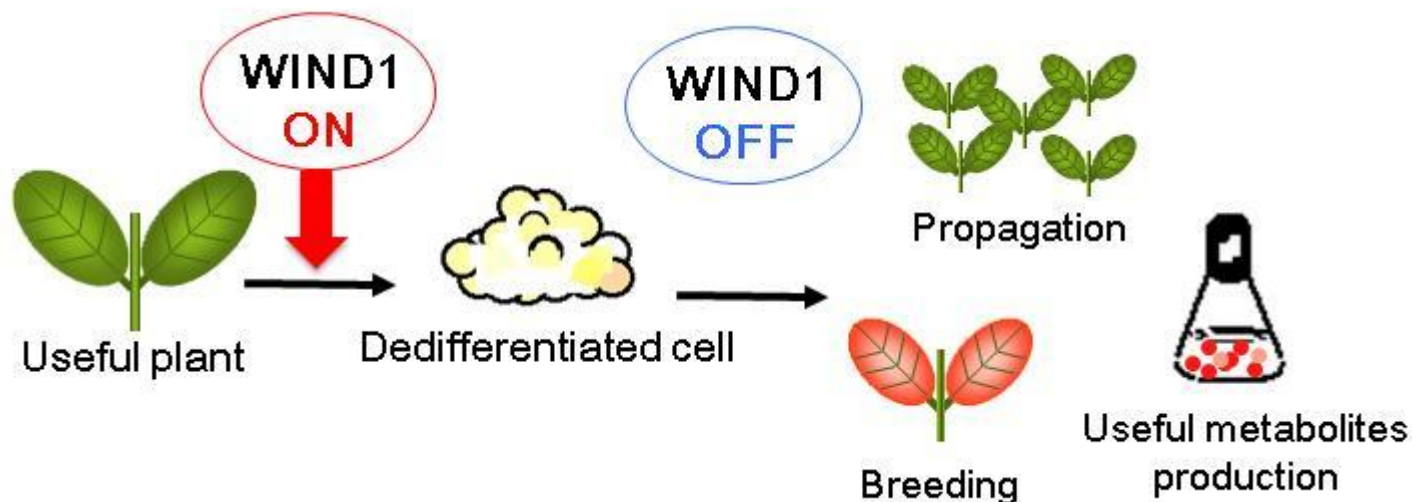 WIND1
ON
WIND1
OFF
Useful plant
Dedifferentiated cell
Propagation
Breeding
Useful metabolites
production